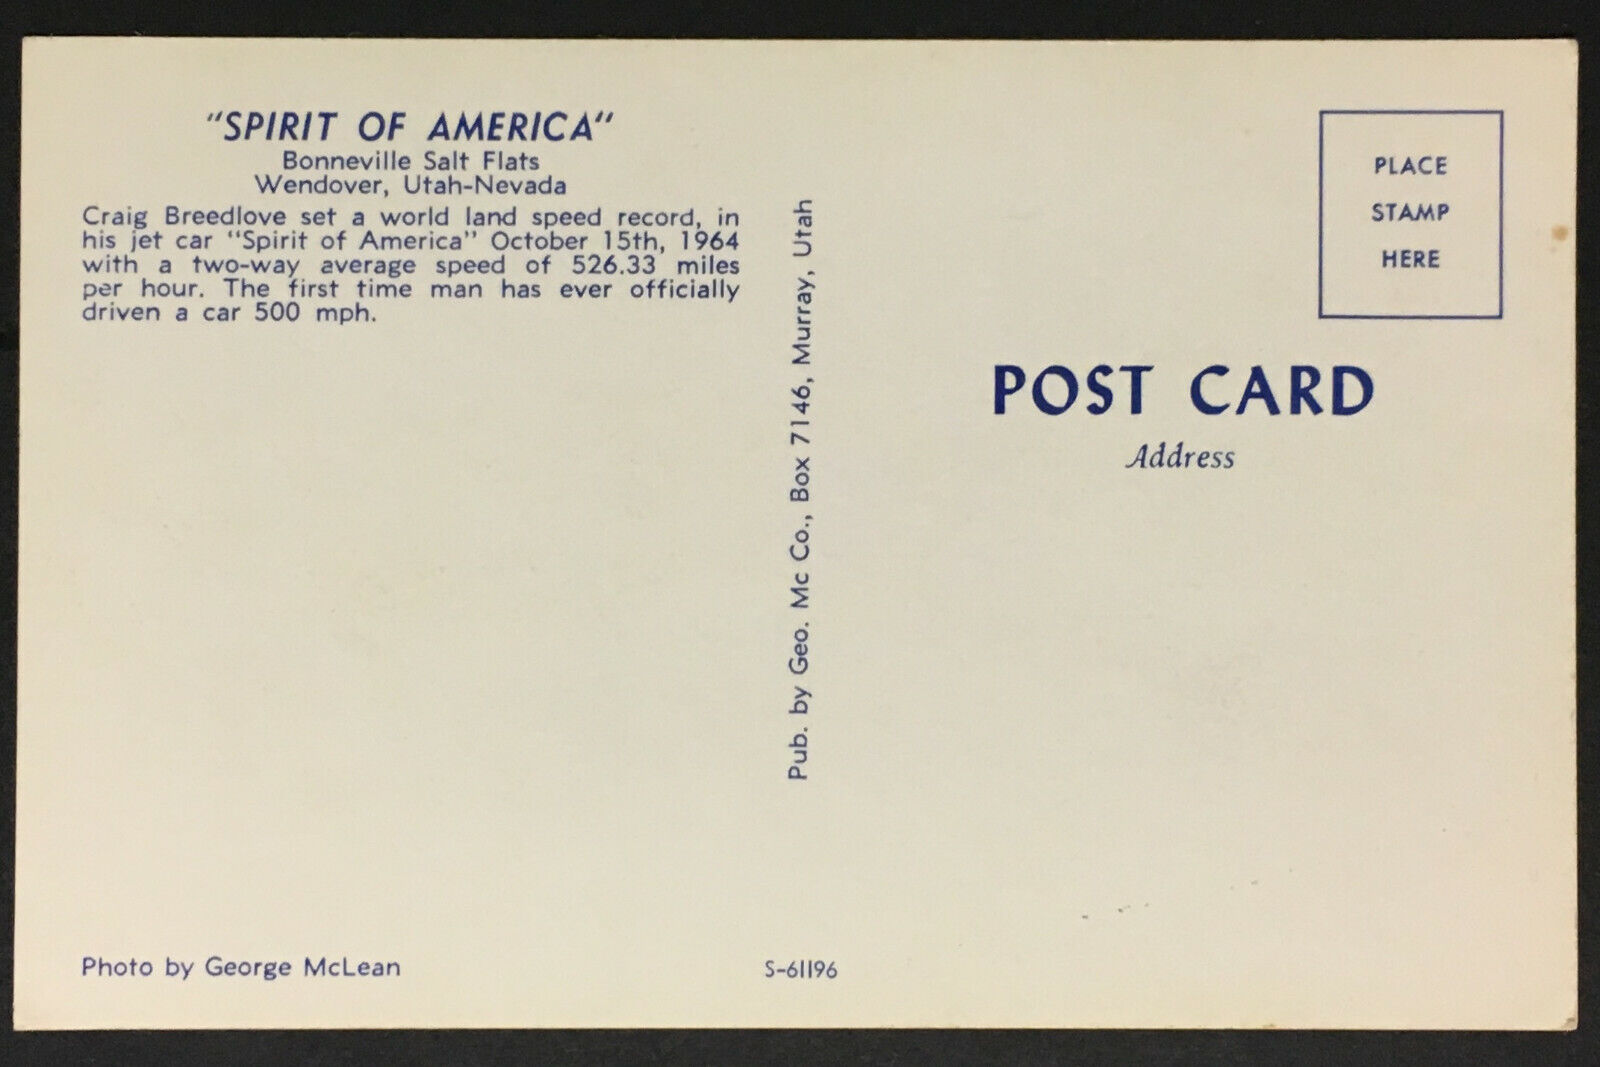 "SPIRIT OF AMERICA"
Bonneville Salt Flats
Wendover, Utah-Nevada
Craig Breedlove set a world land speed record, in
his jet car "Spirit of America" October 15th, 1964
with a two-way average speed of 526.33 miles
per hour. The first time man has ever officially
driven a car 500 mph.
Photo by George McLean
Pub. by Geo. Mc Co., Box 7146, Murray, Utah
S-61196
PLACE
STAMP
HERE
POST CARD
Address